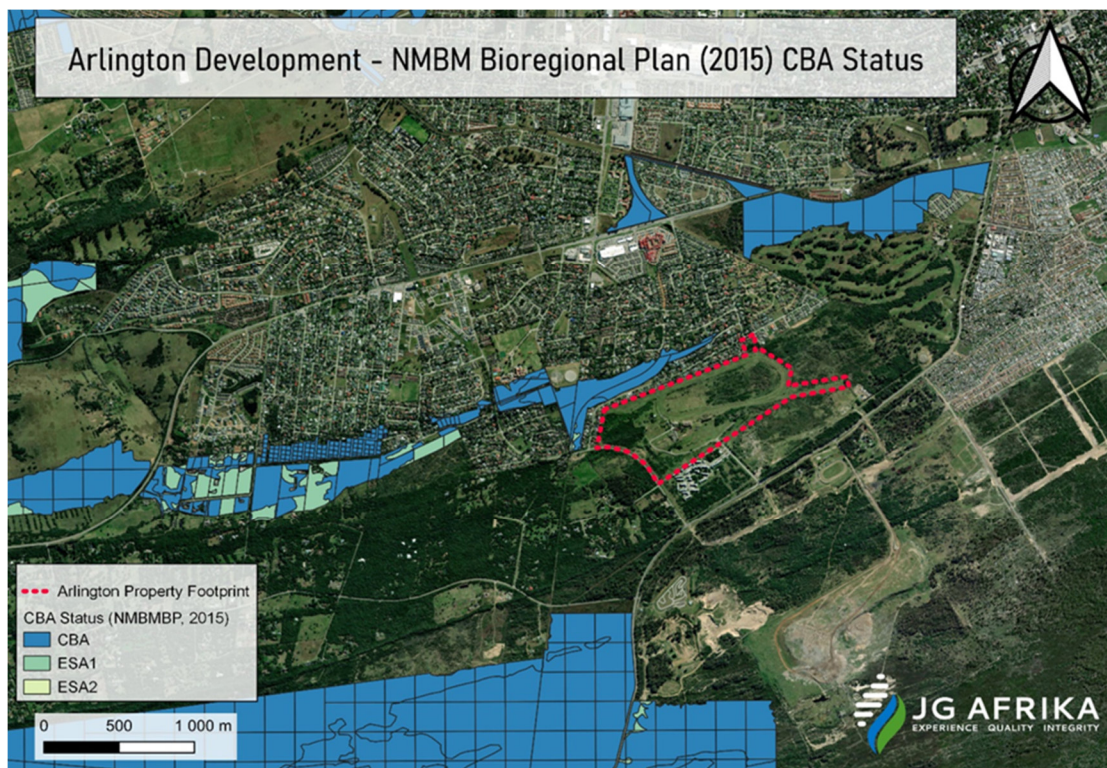 Arlington Development - NMBM Bioregional Plan (2015) CBA Status
Arlington Property Footprint
CBA Status (NMBMBP, 2015)
CBA
ESA1
ESA2
0 500 1 000 m
JG AFRIKA
EXPERIENCE QUALITY INTEGRITY